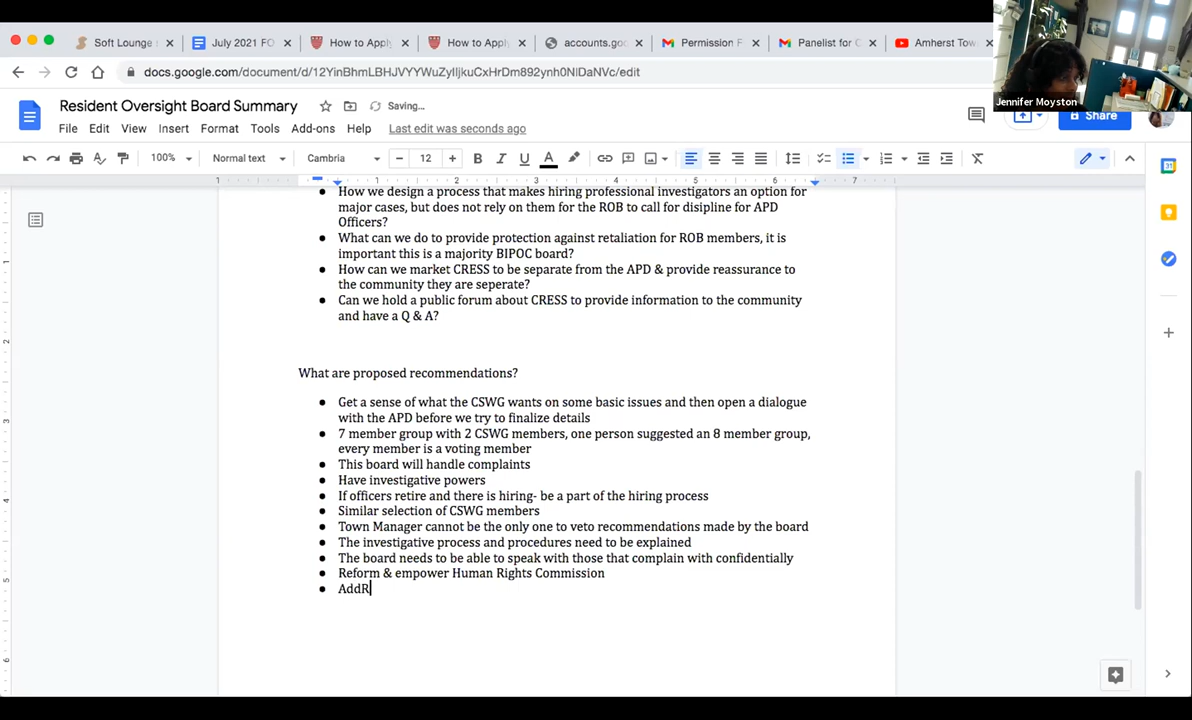 Soft Lounge
July 2021 FO
How to Apply
How to Apply
accounts.goo
Permission F
Panelist for C
Amherst Tow
docs.google.com/document/d/12YinBhmLBHJVYYWuZyIljkuCxHrDm892ynh0NIDaNVc/edit
Jennifer Moyston
Resident Oversight Board Summary
Saving...
File Edit View Insert Format Tools Add-ons Help Last edit was seconds ago
Share
100% Normal text Cambria 12 B I U A
1 1 2 3 4 5 6 7
How we design a process that makes hiring professional investigators an option for
major cases, but does not rely on them for the ROB to call for disipline for APD
Officers?
What can we do to provide protection against retaliation for ROB members, it is
important this is a majority BIPOC board?
How can we market CRESS to be separate from the APD & provide reassurance to
the community they are seperate?
Can we hold a public forum about CRESS to provide information to the community
and have a Q & A?
What are proposed recommendations?
Get a sense of what the CSWG wants on some basic issues and then open a dialogue
with the APD before we try to finalize details
7 member group with 2 CSWG members, one person suggested an 8 member group,
every member is a voting member
This board will handle complaints
Have investigative powers
If officers retire and there is hiring- be a part of the hiring process
Similar selection of CSWG members
Town Manager cannot be the only one to veto recommendations made by the board
The investigative process and procedures need to be explained
The board needs to be able to speak with those that complain with confidentially
Reform & empower Human Rights Commission
AddR